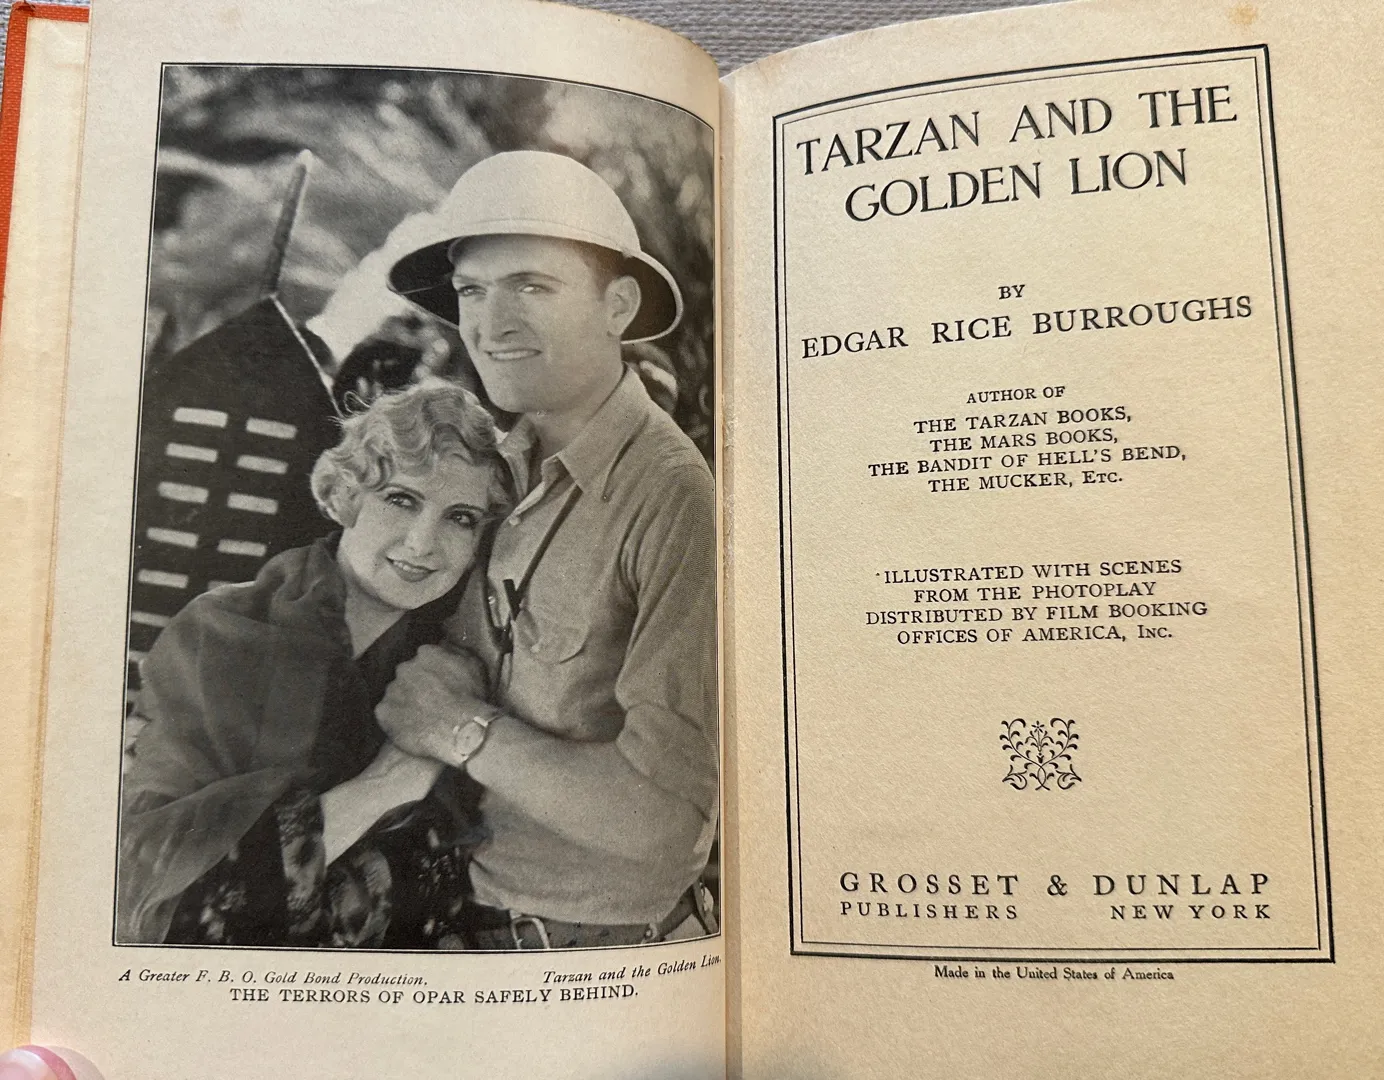 A Greater F. B. O. Gold Bond Production. Tarzan and the Golden Lion.
THE TERRORS OF OPAR SAFELY BEHIND.
TARZAN AND THE
GOLDEN LION
BY
EDGAR RICE BURROUGHS
AUTHOR OF
THE TARZAN BOOKS,
THE MARS BOOKS,
THE BANDIT OF HELL'S BEND,
THE MUCKER, Etc.
ILLUSTRATED WITH SCENES
FROM THE PHOTOPLAY
DISTRIBUTED BY FILM BOOKING
OFFICES OF AMERICA, Inc.
GROSSET & DUNLAP
PUBLISHERS NEW YORK
Made in the United States of America